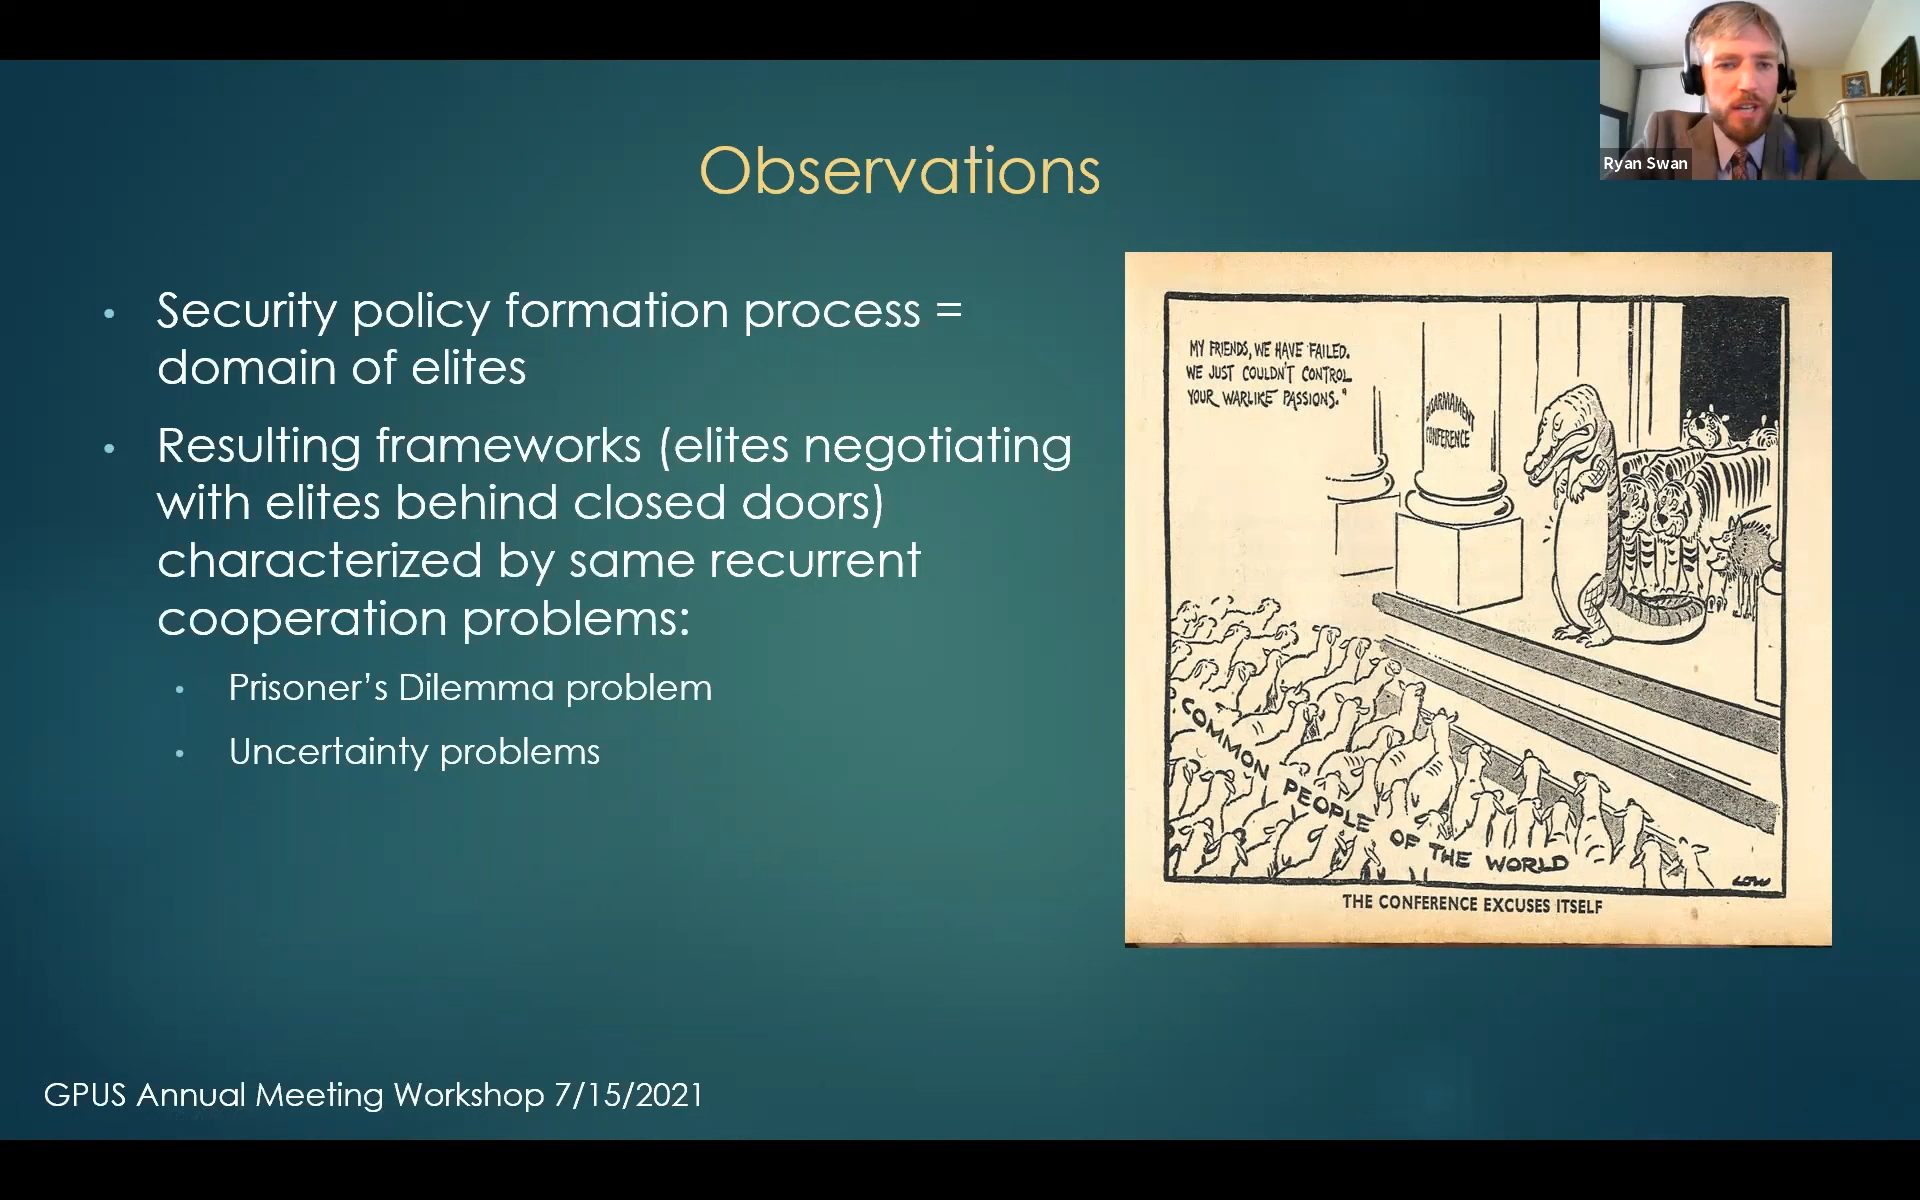 Ryan Swan
Observations
Security policy formation process =
domain of elites
Resulting frameworks (elites negotiating
with elites behind closed doors)
characterized by same recurrent
cooperation problems:
Prisoner's Dilemma problem
Uncertainty problems
MY FRIENDS, WE HAVE FAILED.
WE JUST COULDN'T CONTROL
YOUR WARLIKE PASSIONS."
DISARMAMENT
CONFERENCE
COMMON PEOPLE OF THE WORLD
LOW
THE CONFERENCE EXCUSES ITSELF
GPUS Annual Meeting Workshop 7/15/2021